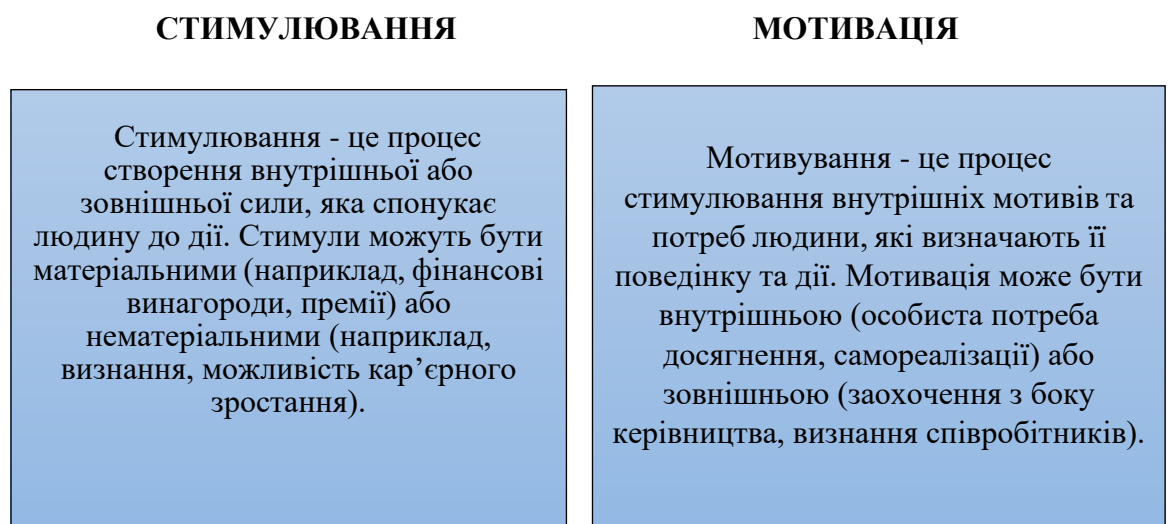 СТИМУЛЮВАННЯ
МОТИВАЦІЯ
Стимулювання - це процес
створення внутрішньої або
зовнішньої сили, яка спонукає
людину до дії. Стимули можуть бути
матеріальними (наприклад, фінансові
винагороди, премії) або
нематеріальними (наприклад,
визнання, можливість кар’єрного
зростання).
Мотивування - це процес
стимулювання внутрішніх мотивів та
потреб людини, які визначають її
поведінку та дії. Мотивація може бути
внутрішньою (особиста потреба
досягнення, самореалізації) або
зовнішньою (заохочення з боку
керівництва, визнання співробітників).